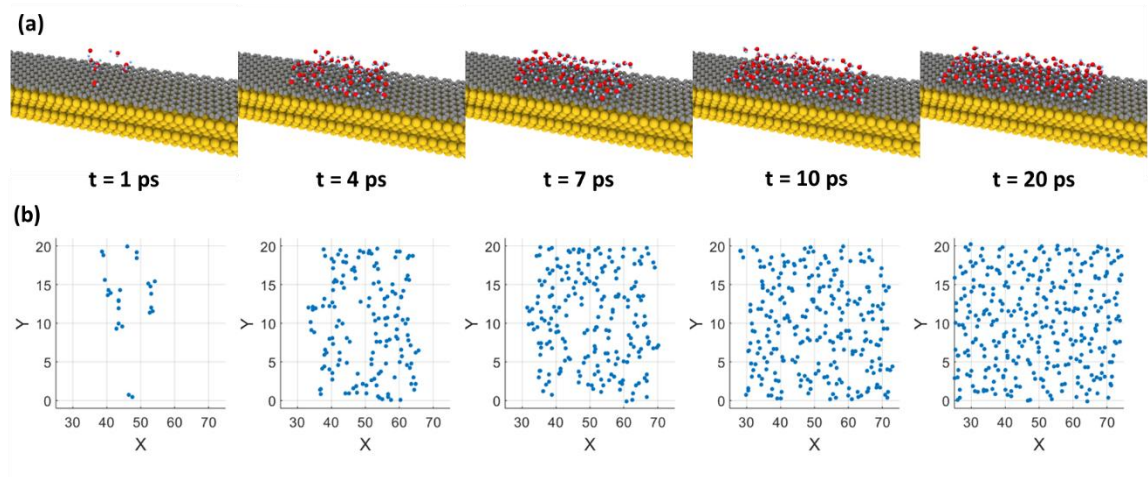 (a)
t = 1 ps t = 4 ps t = 7 ps t = 10 ps t = 20 ps
(b)
20 20 20 20 20
15 15 15 15 15
Y 10 Y 10 Y 10 Y 10 Y 10
5 5 5 5 5
0 0 0 0 0
30 40 50 60 70 30 40 50 60 70 30 40 50 60 70 30 40 50 60 70 30 40 50 60 70
X X X X X